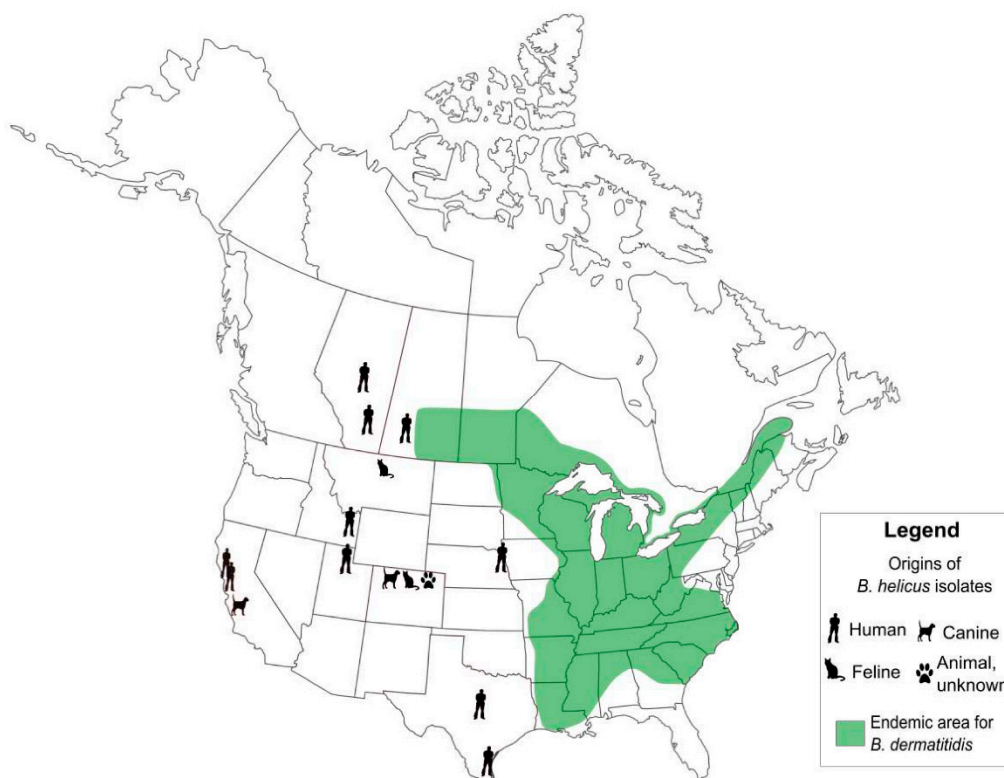 Legend
Origins of
B. helicus isolates
Human
Canine
Feline
Animal,
unknown
Endemic area for
B. dermatitidis